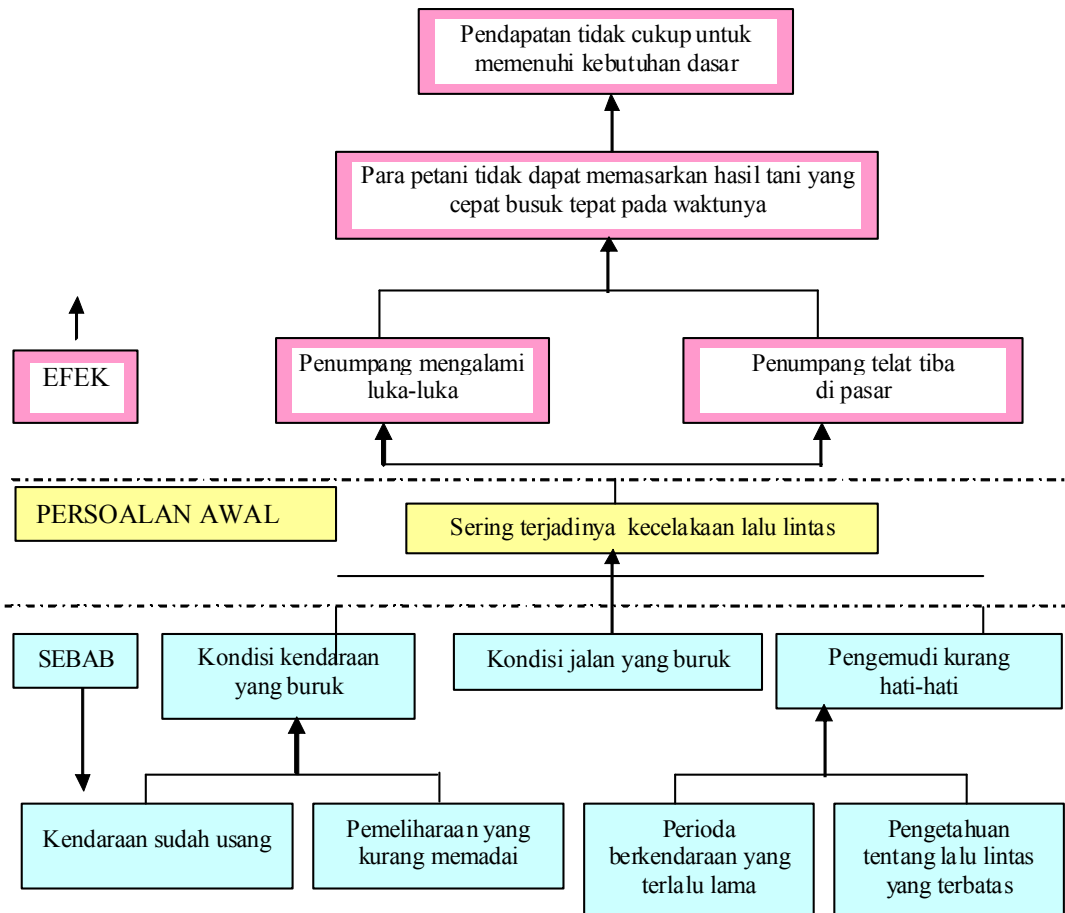 Pendapatan tidak cukup untuk
memenuhi kebutuhan dasar
Para petani tidak dapat memasarkan hasil tani yang
cepat busuk tepat pada waktunya
EFEK
Penumpang mengalami
luka-luka
Penumpang telat tiba
di pasar
PERSOALAN AWAL
Sering terjadinya kecelakaan lalu lintas
SEBAB
Kondisi kendaraan
yang buruk
Kondisi jalan yang buruk
Pengemudi kurang
hati-hati
Kendaraan sudah usang
Pemeliharaan yang
kurang memadai
Perioda
berkendaraan yang
terlalu lama
Pengetahuan
tentang lalu lintas
yang terbatas